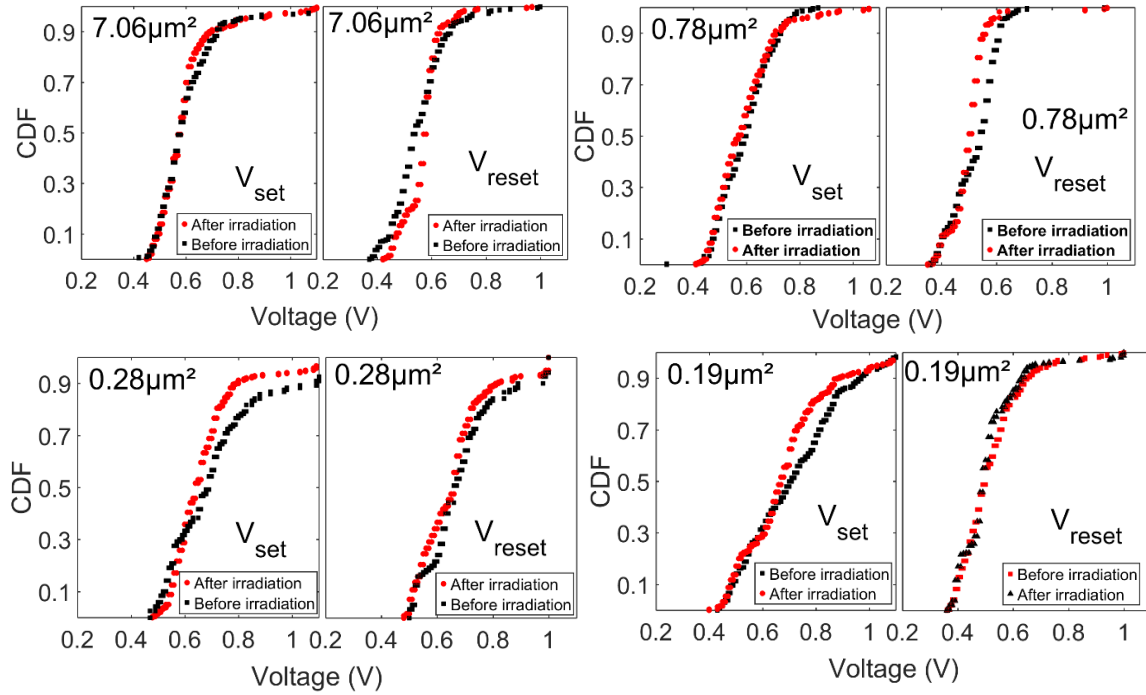 7.06μm²
CDF
0.9
0.7
0.5
0.3
0.1
V_set
After irradiation
Before irradiation
0.2 0.4 0.6 0.8 1
7.06μm²
V_reset
After irradiation
Before irradiation
0.2 0.4 0.6 0.8 1
Voltage (V)
0.78μm²
CDF
0.9
0.7
0.5
0.3
0.1
V_set
Before irradiation
After irradiation
0.2 0.4 0.6 0.8 1
0.78μm²
V_reset
Before irradiation
After irradiation
0.2 0.4 0.6 0.8 1
Voltage (V)
0.28μm²
CDF
0.9
0.7
0.5
0.3
0.1
V_set
After irradiation
Before irradiation
0.2 0.4 0.6 0.8 1
0.28μm²
V_reset
After irradiation
Before irradiation
0.2 0.4 0.6 0.8 1
Voltage (V)
0.19μm²
CDF
0.9
0.7
0.5
0.3
0.1
V_set
Before irradiation
After irradiation
0.2 0.4 0.6 0.8 1
0.19μm²
V_reset
Before irradiation
After irradiation
0.2 0.4 0.6 0.8 1
Voltage (V)